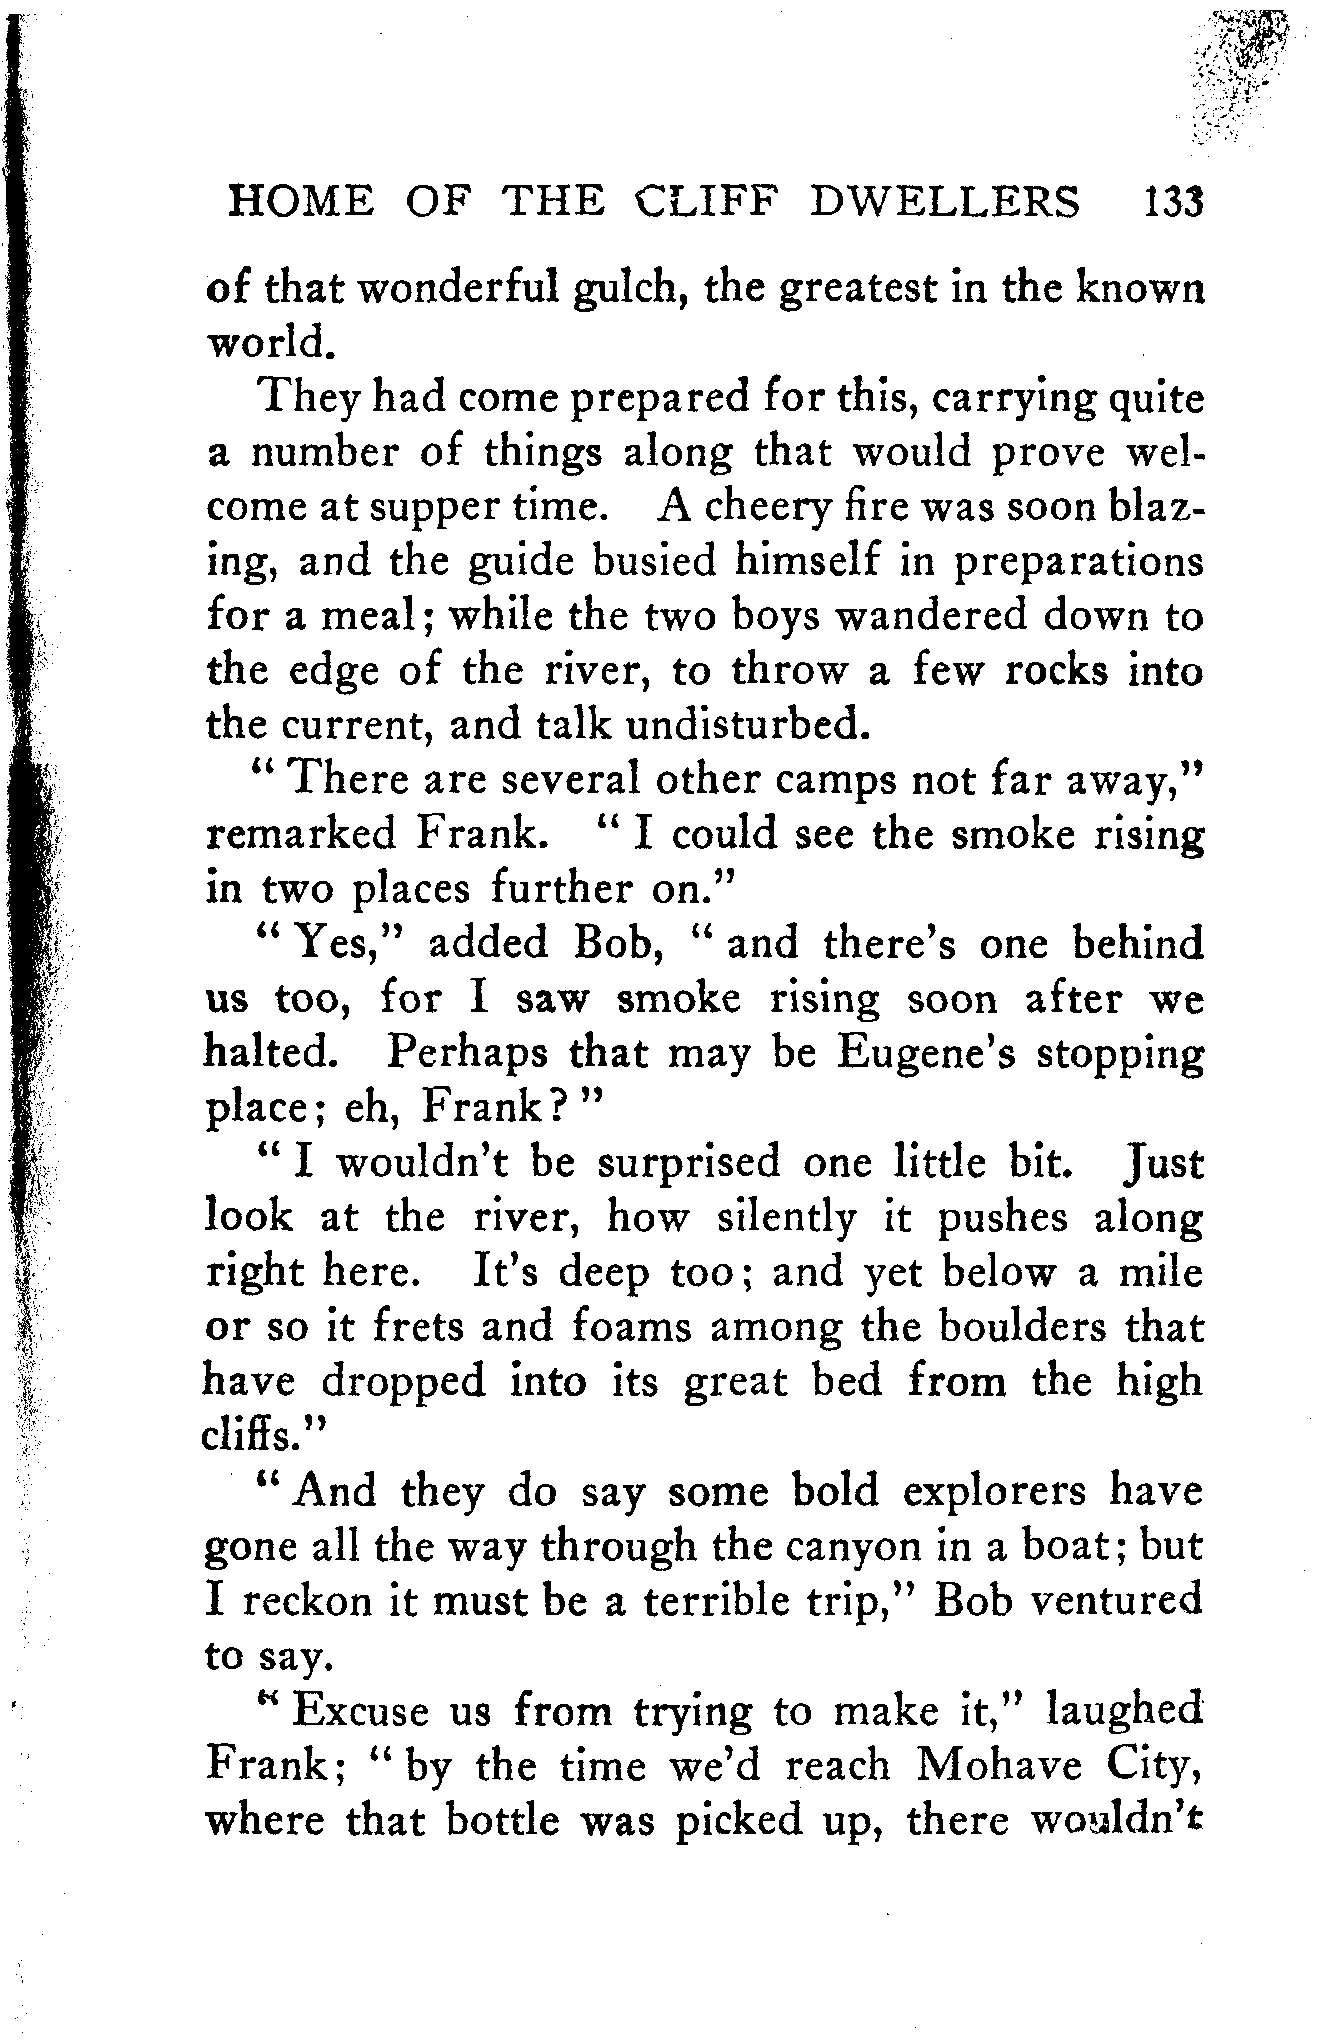 HOME OF THE CLIFF DWELLERS 133
of that wonderful gulch, the greatest in the known
world.
They had come prepared for this, carrying quite
a number of things along that would prove wel-
come at supper time. A cheery fire was soon blaz-
ing, and the guide busied himself in preparations
for a meal; while the two boys wandered down to
the edge of the river, to throw a few rocks into
the current, and talk undisturbed.
“ There are several other camps not far away,”
remarked Frank. “ I could see the smoke rising
in two places further on.”
“ Yes,” added Bob, “ and there’s one behind
us too, for I saw smoke rising soon after we
halted. Perhaps that may be Eugene’s stopping
place; eh, Frank? ”
“ I wouldn’t be surprised one little bit. Just
look at the river, how silently it pushes along
right here. It’s deep too; and yet below a mile
or so it frets and foams among the boulders that
have dropped into its great bed from the high
cliffs.”
“ And they do say some bold explorers have
gone all the way through the canyon in a boat; but
I reckon it must be a terrible trip,” Bob ventured
to say.
“ Excuse us from trying to make it,” laughed
Frank; “ by the time we’d reach Mohave City,
where that bottle was picked up, there wouldn’t